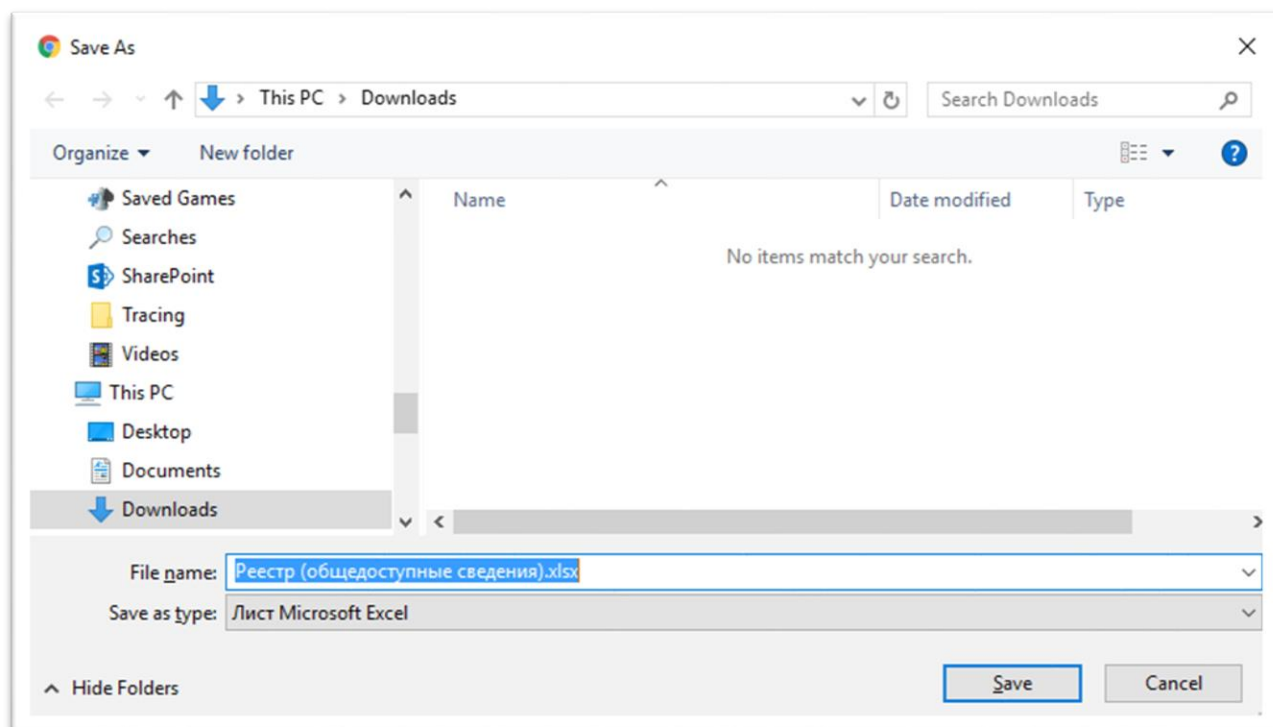 Save As
This PC > Downloads
Search Downloads
Organize
New folder
Name
Date modified
Type
Saved Games
Searches
SharePoint
Tracing
Videos
This PC
Desktop
Documents
Downloads
No items match your search.
File name: Реестр (общедоступные сведения).xlsx
Save as type: Лист Microsoft Excel
Hide Folders
Save
Cancel